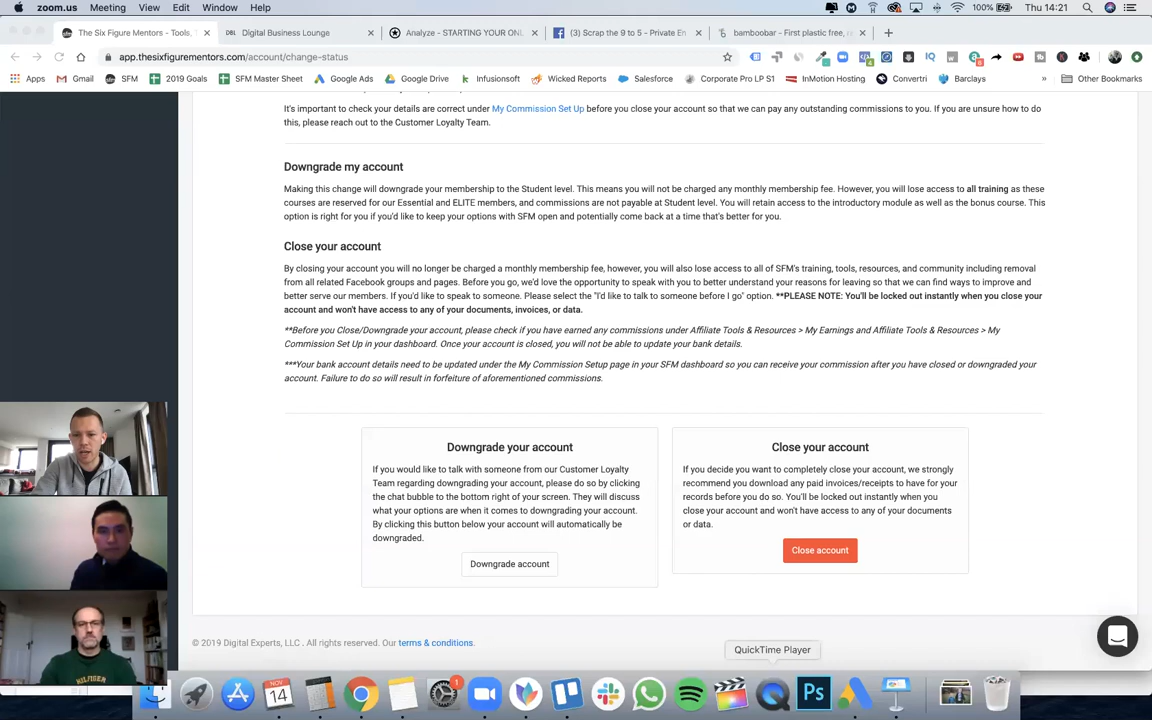 zoom.us Meeting View Edit Window Help
100% Thu 14:21
The Six Figure Mentors - Tools, T
DBL Digital Business Lounge
Analyze - STARTING YOUR ONL
(3) Scrap the 9 to 5 - Private En
bamboobar - First plastic free, r
app.thesixfigurementors.com/account/change-status
Apps Gmail 2019 Goals SFM SFM Master Sheet Google Ads Google Drive Infusionsoft Wicked Reports Salesforce Corporate Pro LP S1 InMotion Hosting Convertri Barclays » Other Bookmarks
It's important to check your details are correct under My Commission Set Up before you close your account so that we can pay any outstanding commissions to you. If you are unsure how to do
this, please reach out to the Customer Loyalty Team.
Downgrade my account
Making this change will downgrade your membership to the Student level. This means you will not be charged any monthly membership fee. However, you will lose access to all training as these
courses are reserved for our Essential and ELITE members, and commissions are not payable at Student level. You will retain access to the introductory module as well as the bonus course. This
option is right for you if you'd like to keep your options with SFM open and potentially come back at a time that's better for you.
Close your account
By closing your account you will no longer be charged a monthly membership fee, however, you will also lose access to all of SFM's training, tools, resources, and community including removal
from all related Facebook groups and pages. Before you go, we'd love the opportunity to speak with you to better understand your reasons for leaving so that we can find ways to improve and
better serve our members. If you'd like to speak to someone. Please select the "I'd like to talk to someone before I go" option. **PLEASE NOTE: You'll be locked out instantly when you close your
account and won't have access to any of your documents, invoices, or data.
**Before you Close/Downgrade your account, please check if you have earned any commissions under Affiliate Tools & Resources > My Earnings and Affiliate Tools & Resources > My
Commission Set Up in your dashboard. Once your account is closed, you will not be able to update your bank details.
***Your bank account details need to be updated under the My Commission Setup page in your SFM dashboard so you can receive your commission after you have closed or downgraded your
account. Failure to do so will result in forfeiture of aforementioned commissions.
Downgrade your account
If you would like to talk with someone from our Customer Loyalty
Team regarding downgrading your account, please do so by clicking
the chat bubble to the bottom right of your screen. They will discuss
what your options are when it comes to downgrading your account.
By clicking this button below your account will automatically be
downgraded.
Downgrade account
Close your account
If you decide you want to completely close your account, we strongly
recommend you download any paid invoices/receipts to have for your
records before you do so. You'll be locked out instantly when you
close your account and won't have access to any of your documents
or data.
Close account
© 2019 Digital Experts, LLC . All rights reserved. Our terms & conditions.
QuickTime Player
HILFIGER
NOV
14
1
Ps